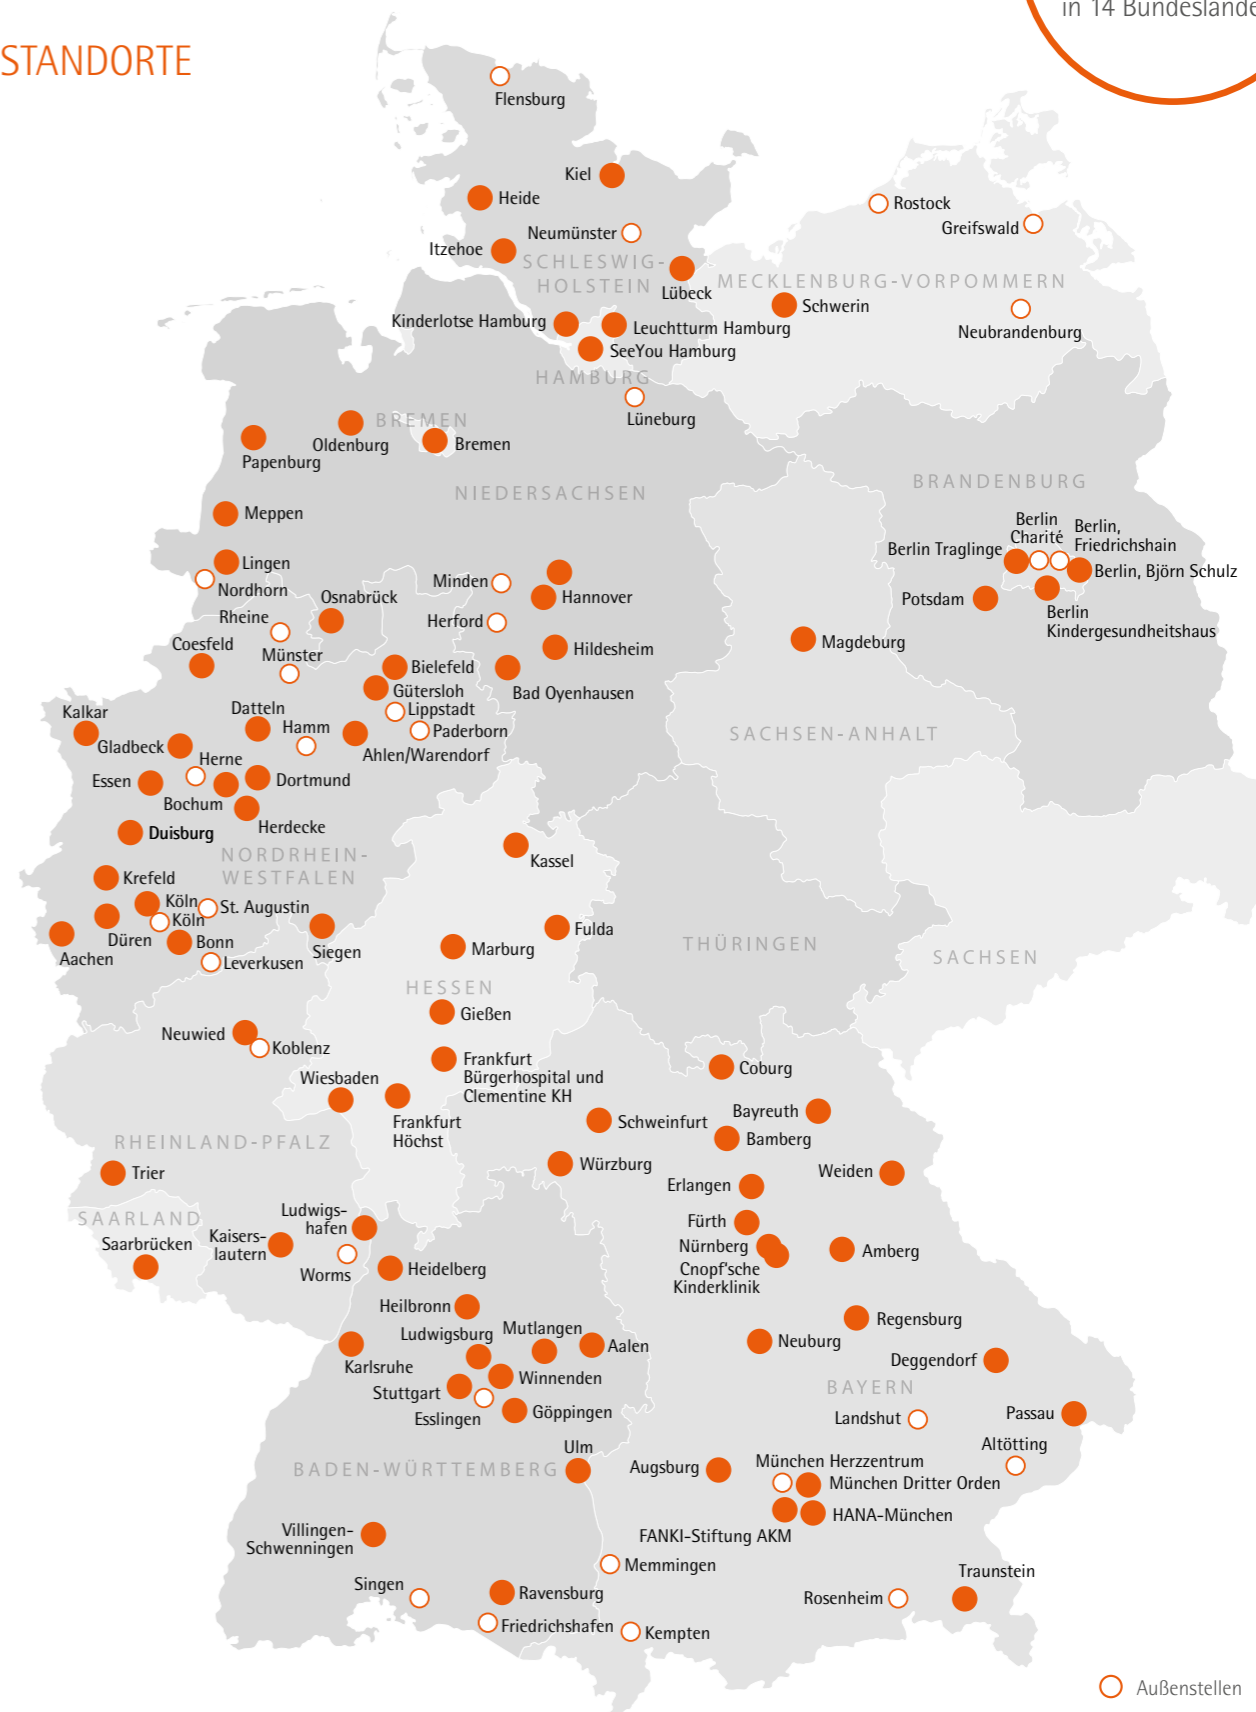 in 14 Bundeslände
STANDORTE
Flensburg
Kiel
Heide
Rostock
Greifswald
Neumünster
Itzehoe
SCHLESWIG-
HOLSTEIN
Lübeck
MECKLENBURG-VORPOMMERN
Schwerin
Neubrandenburg
Kinderlotse Hamburg
Leuchtturm Hamburg
SeeYou Hamburg
HAMBURG
Lüneburg
BREMEN
Oldenburg
Bremen
Papenburg
NIEDERSACHSEN
BRANDENBURG
Meppen
Berlin
Charité
Berlin,
Friedrichshain
Berlin Traglinge
Berlin, Björn Schulz
Lingen
Nordhorn
Minden
Hannover
Potsdam
Berlin
Kindergesundheitshaus
Osnabrück
Rheine
Herford
Magdeburg
Coesfeld
Münster
Hildesheim
Bielefeld
Bad Oyenhausen
Gütersloh
Lippstadt
Kalkar
Datteln
Hamm
Paderborn
SACHSEN-ANHALT
Gladbeck
Herne
Ahlen/Warendorf
Essen
Dortmund
Bochum
Herdecke
Duisburg
NORDRHEIN-
WESTFALEN
Kassel
Krefeld
Köln
St. Augustin
Köln
Düren
Bonn
Siegen
Aachen
Leverkusen
Fulda
Marburg
THÜRINGEN
SACHSEN
HESSEN
Gießen
Neuwied
Koblenz
Frankfurt
Bürgerhospital und
Clementine KH
Wiesbaden
Frankfurt
Höchst
Coburg
Bayreuth
Schweinfurt
Bamberg
RHEINLAND-PFALZ
Würzburg
Weiden
Trier
Erlangen
SAARLAND
Saarbrücken
Ludwigs-
hafen
Kaisers-
lautern
Worms
Fürth
Nürnberg
Cnopf'sche
Kinderklinik
Amberg
Heidelberg
Heilbronn
Regensburg
Ludwigsburg
Mutlangen
Aalen
Neuburg
Karlsruhe
Deggendorf
Winnenden
Stuttgart
BAYERN
Esslingen
Göppingen
Landshut
Passau
Ulm
Altötting
BADEN-WÜRTTEMBERG
Augsburg
München Herzzentrum
München Dritter Orden
HANA-München
FANKI-Stiftung AKM
Villingen-
Schwenningen
Memmingen
Traunstein
Singen
Ravensburg
Rosenheim
Friedrichshafen
Kempten
Außenstellen